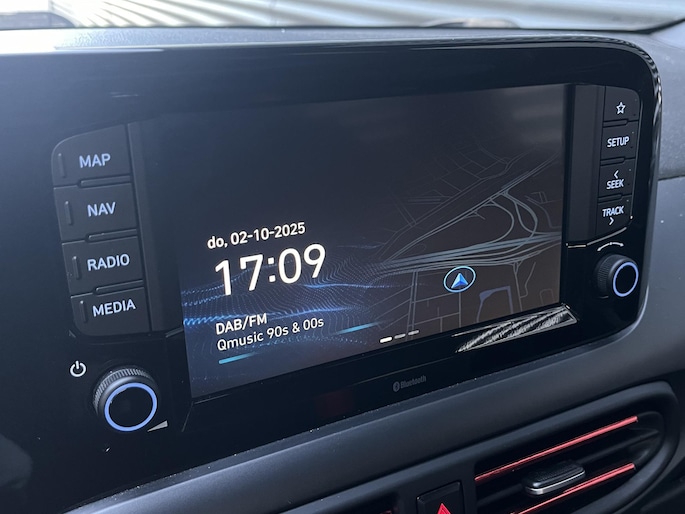 MAP
NAV
RADIO
MEDIA
do, 02-10-2025
17:09
DAB/FM
Qmusic 90s & 00s
SETUP
SEEK
TRACK
Bluetooth